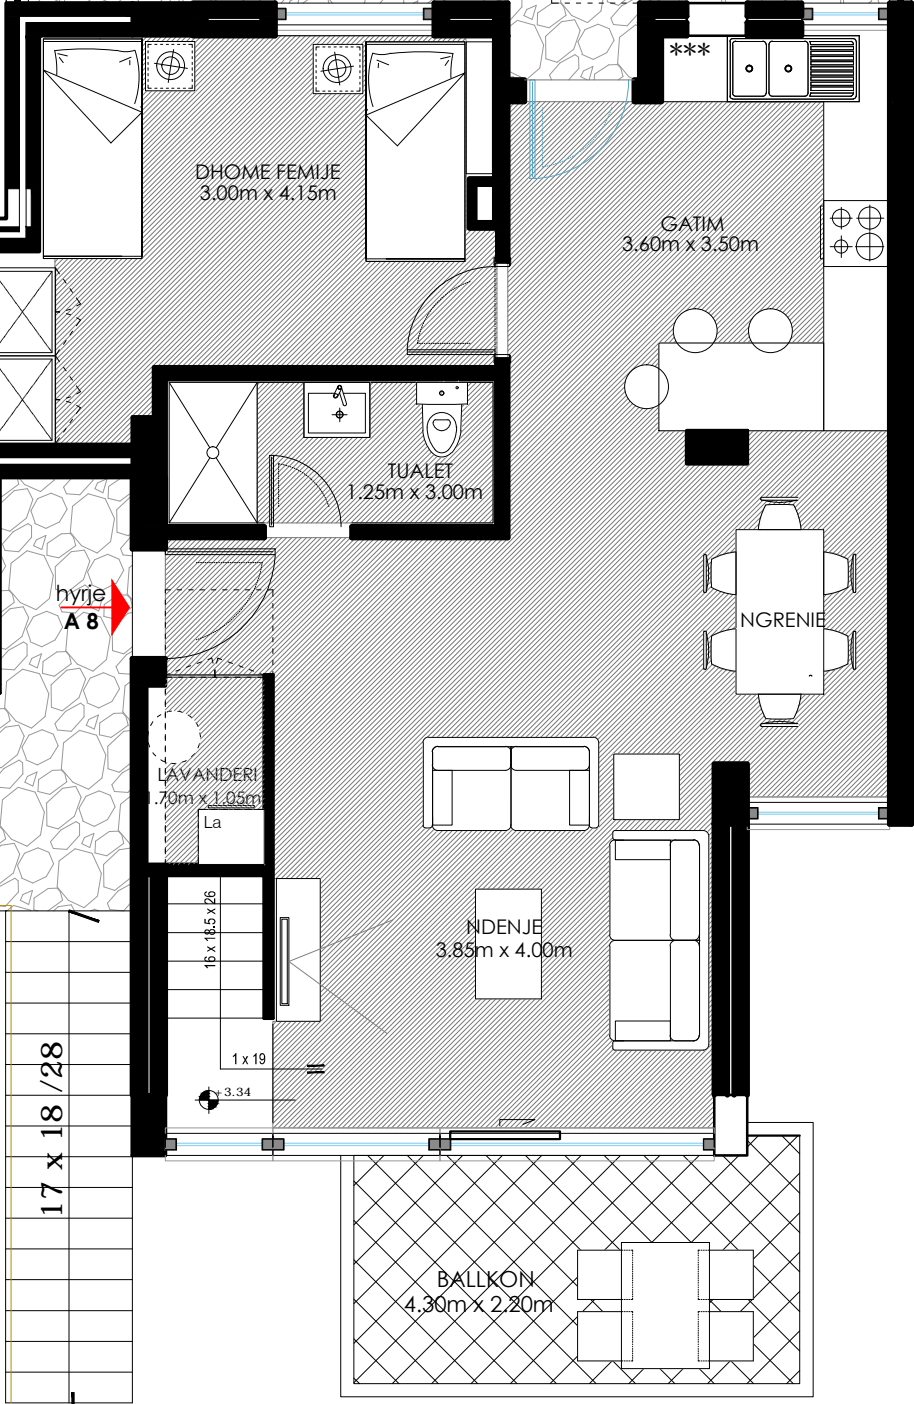 ***
DHOME FEMIJE
3.00m x 4.15m
GATIM
3.60m x 3.50m
TUALET
1.25m x 3.00m
hyrje
A 8
NGRENIE
LAVANDERI
1.70m x 1.05m
La
16 x 18.5 x 26
NDENJE
3.85m x 4.00m
1 x 19
+3.34
17 x 18 /28
BALLKON
4.30m x 2.20m